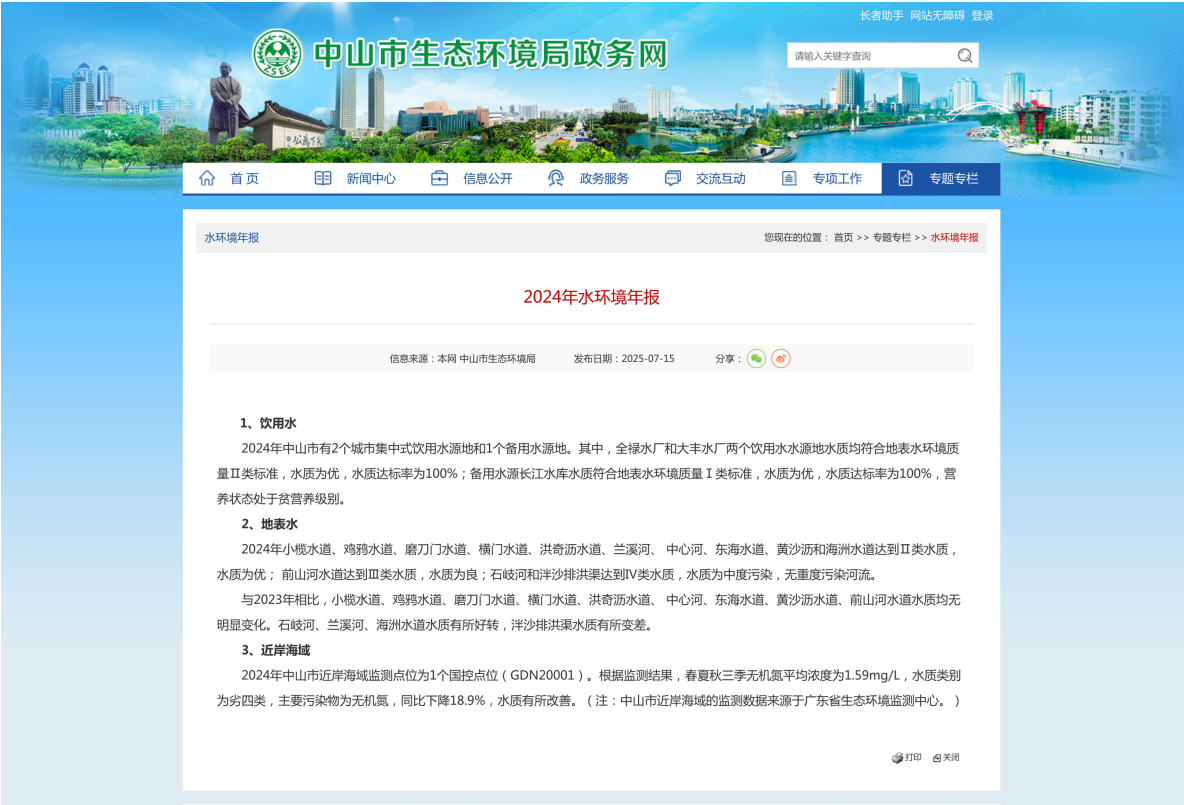 长者助手 网站无障碍 登录
中山市生态环境局政务网
ZSEE
请输入关键字查询
首 页 新闻中心 信息公开 政务服务 交流互动 专项工作 专题专栏
水环境年报 您现在的位置: 首页 >> 专题专栏 >> 水环境年报
2024年水环境年报
信息来源:本网 中山市生态环境局 发布日期:2025-07-15 分享:
1、饮用水
2024年中山市有2个城市集中式饮用水源地和1个备用水源地。其中,全禄水厂和大丰水厂两个饮用水水源地水质均符合地表水环境质
量Ⅱ类标准,水质为优,水质达标率为100%;备用水源长江水库水质符合地表水环境质量Ⅰ类标准,水质为优,水质达标率为100%,营
养状态处于贫营养级别。
2、地表水
2024年小榄水道、鸡鸦水道、磨刀门水道、横门水道、洪奇沥水道、兰溪河、 中心河、东海水道、黄沙沥和海洲水道达到Ⅱ类水质,
水质为优; 前山河水道达到Ⅲ类水质,水质为良;石岐河和泮沙排洪渠达到Ⅳ类水质,水质为中度污染,无重度污染河流。
与2023年相比,小榄水道、鸡鸦水道、磨刀门水道、横门水道、洪奇沥水道、 中心河、东海水道、黄沙沥水道、前山河水道水质均无
明显变化。石岐河、兰溪河、海洲水道水质有所好转,泮沙排洪渠水质有所变差。
3、近岸海域
2024年中山市近岸海域监测点位为1个国控点位(GDN20001)。根据监测结果,春夏秋三季无机氮平均浓度为1.59mg/L,水质类别
为劣四类,主要污染物为无机氮,同比下降18.9%,水质有所改善。(注:中山市近岸海域的监测数据来源于广东省生态环境监测中心。)
打印 关闭